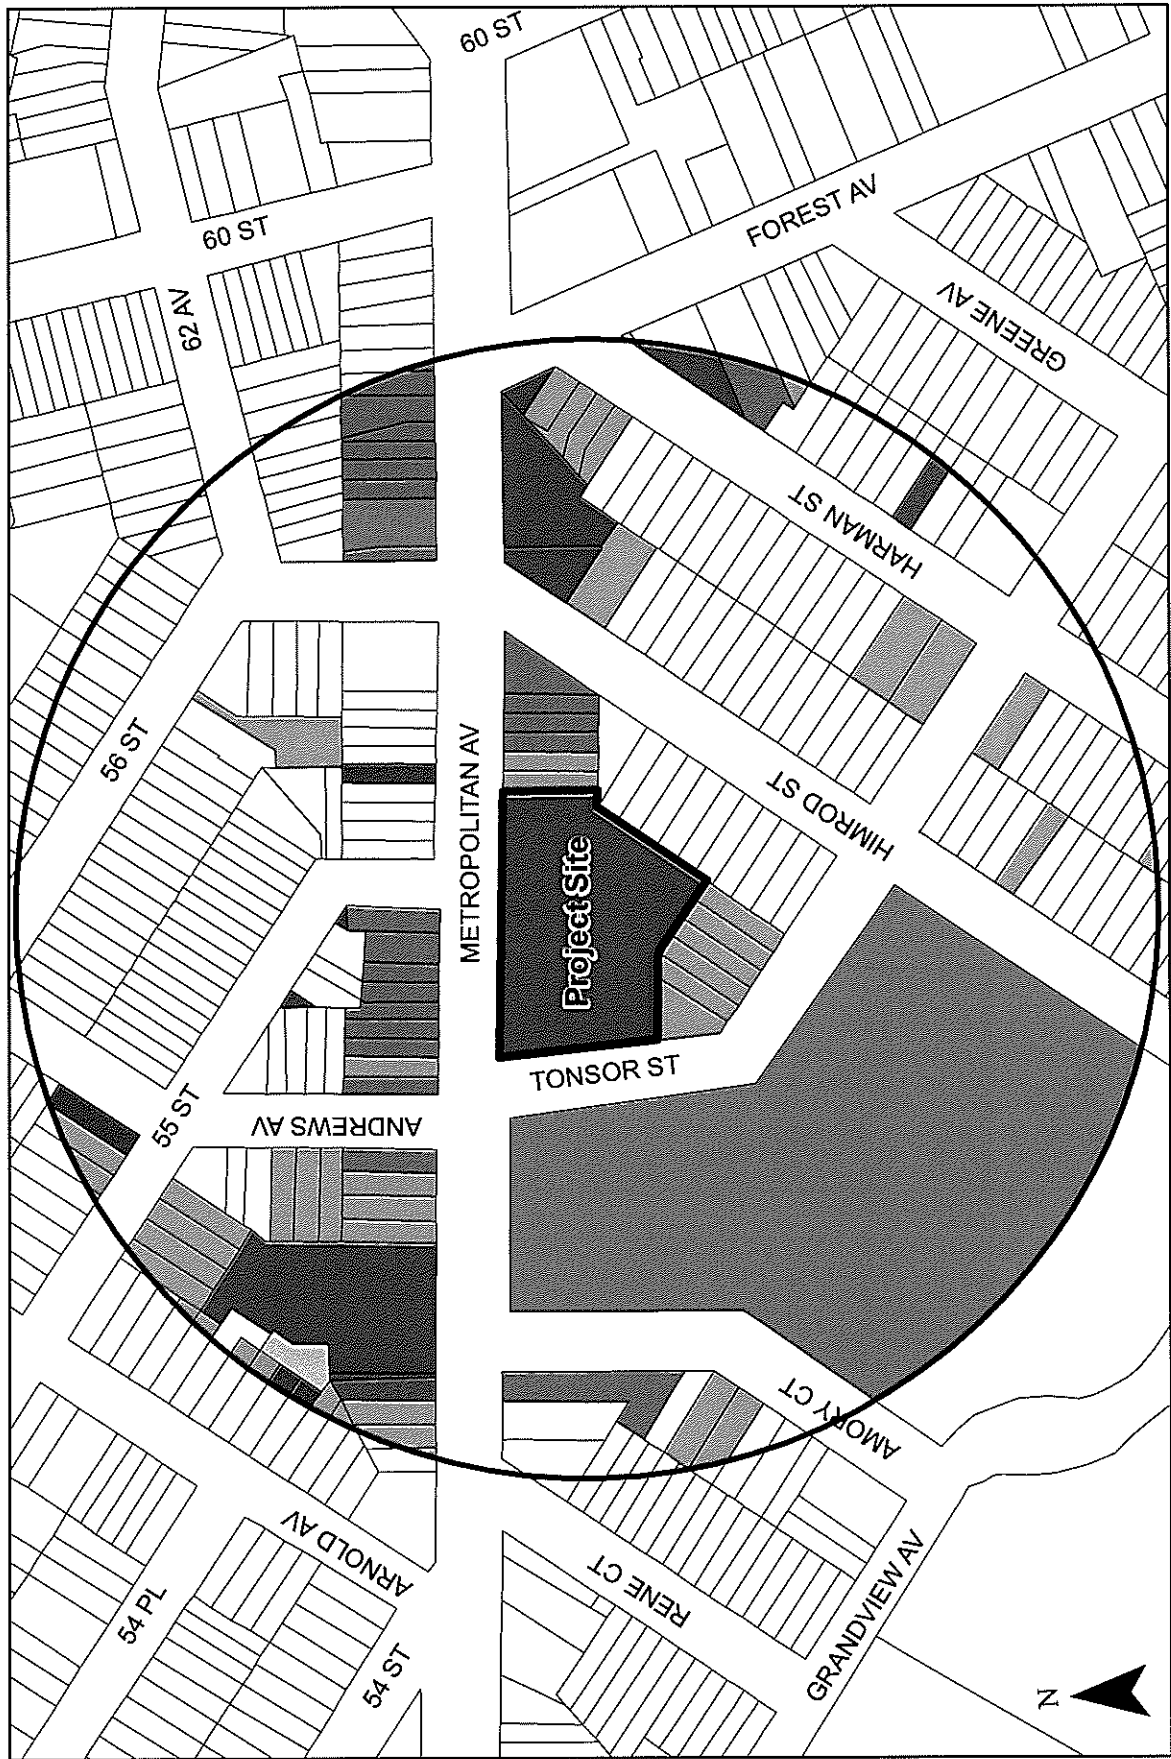 60 ST
60 ST
FOREST AV
62 AV
GREENE AV
HARMAN ST
56 ST
METROPOLITAN AV
HIMROD ST
Project Site
TONSOR ST
55 ST
ANDREWS AV
AMORY CT
ARNOLD AV
RENE CT
GRANDVIEW AV
54 PL
54 ST
N